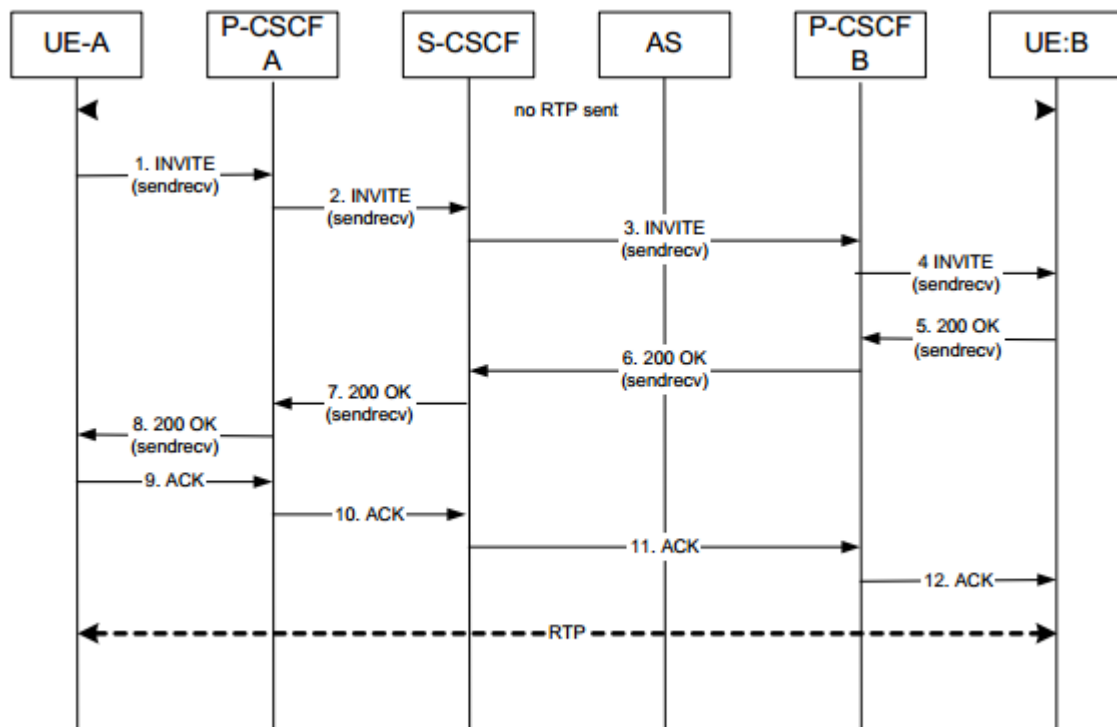 UE-A
P-CSCF
A
S-CSCF
AS
P-CSCF
B
UE:B
no RTP sent
1. INVITE
(sendrecv)
2. INVITE
(sendrecv)
3. INVITE
(sendrecv)
4 INVITE
(sendrecv)
5. 200 OK
(sendrecv)
6. 200 OK
(sendrecv)
7. 200 OK
(sendrecv)
8. 200 OK
(sendrecv)
9. ACK
10. ACK
11. ACK
12. ACK
RTP